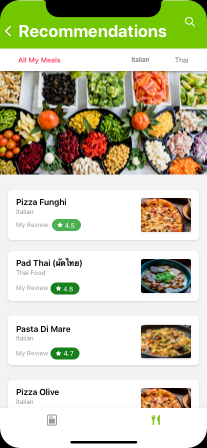 Recommendations
All My Meals Italian Thai
Pizza Funghi
Italian
My Review ★ 4.5
Pad Thai (ผัดไทย)
Thai Food
My Review ★ 4.8
Pasta Di Mare
Italian
My Review ★ 4.7
Pizza Olive
Italian